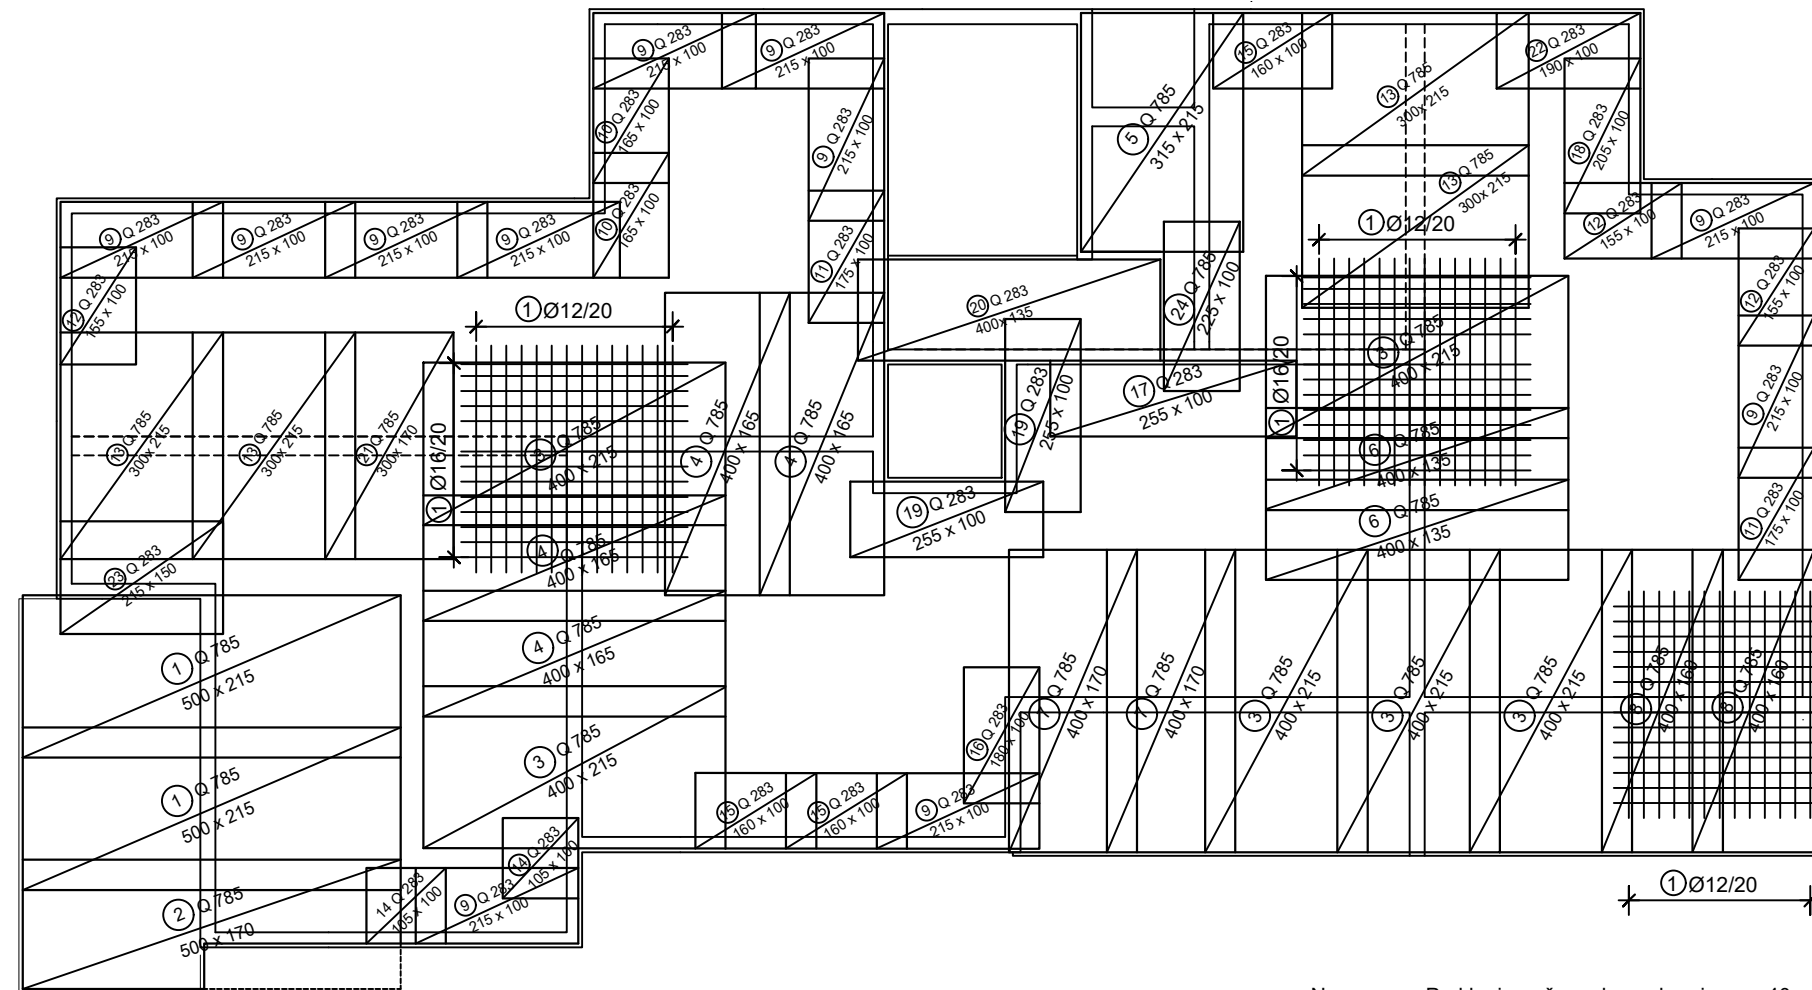 9 Q 283
215 x 100
9 Q 283
215 x 100
15 Q 283
160 x 100
22 Q 283
190 x 100
10 Q 283
165 x 100
9 Q 283
215 x 100
5 Q 785
315 x 215
13 Q 785
300x 215
18 Q 283
205 x 100
13 Q 785
300x 215
10 Q 283
165 x 100
9 Q 283
215 x 100
9 Q 283
215 x 100
9 Q 283
215 x 100
9 Q 283
215 x 100
11 Q 283
175 x 100
1 Ø12/20
12 Q 283
155 x 100
9 Q 283
215 x 100
12 Q 283
155 x 100
1 Ø12/20
20 Q 283
400x 135
24 Q 785
225 x 100
12 Q 283
155 x 100
3 Q 785
400 x 215
1 Ø16/20
13 Q 785
300x 215
13 Q 785
300x 215
21 Q 785
300x 170
1 Ø16/20
3 Q 785
400 x 215
4 Q 785
400 x 165
4 Q 785
400 x 165
19 Q 283
255 x 100
17 Q 283
255 x 100
6 Q 785
400 x 135
9 Q 283
215 x 100
19 Q 283
255 x 100
6 Q 785
400 x 135
11 Q 283
175 x 100
4 Q 785
400 x 165
23 Q 283
215 x 150
1 Q 785
500 x 215
4 Q 785
400 x 165
7 Q 785
400 x 170
7 Q 785
400 x 170
3 Q 785
400 x 215
3 Q 785
400 x 215
3 Q 785
400 x 215
8 Q 785
400 x 160
8 Q 785
400 x 160
16 Q 283
180 x 100
3 Q 785
400 x 215
1 Q 785
500 x 215
15 Q 283
160 x 100
15 Q 283
160 x 100
9 Q 283
215 x 100
14 Q 283
105 x 100
14 Q 283
105 x 100
9 Q 283
215 x 100
2 Q 785
500 x 170
1 Ø12/20